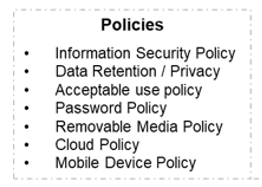 Policies
• Information Security Policy
• Data Retention / Privacy
• Acceptable use policy
• Password Policy
• Removable Media Policy
• Cloud Policy
• Mobile Device Policy